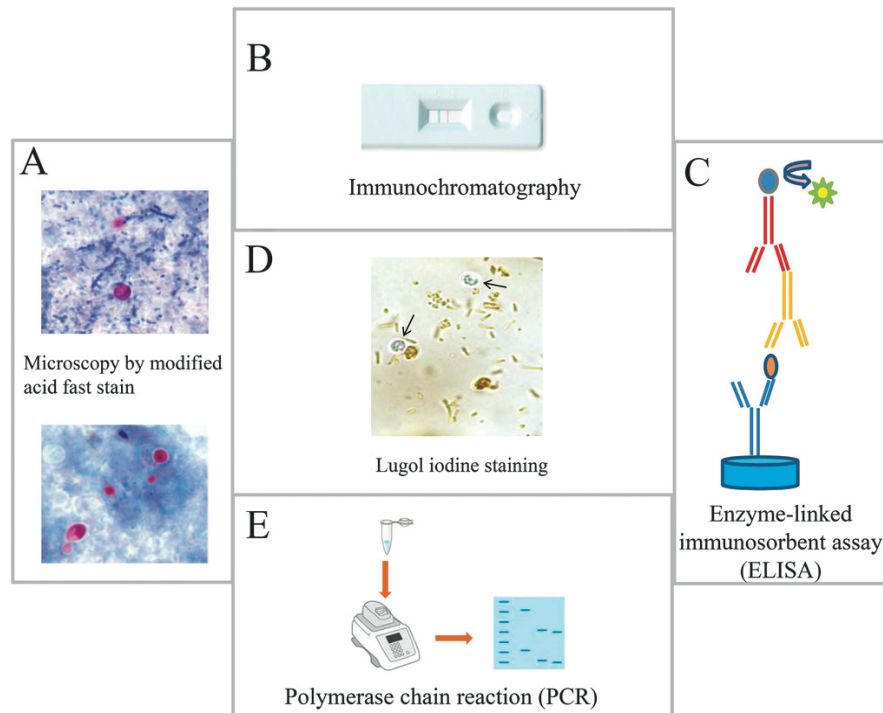 A
Microscopy by modified
acid fast stain
B
Immunochromatography
C
Enzyme-linked
immunosorbent assay
(ELISA)
D
Lugol iodine staining
E
Polymerase chain reaction (PCR)